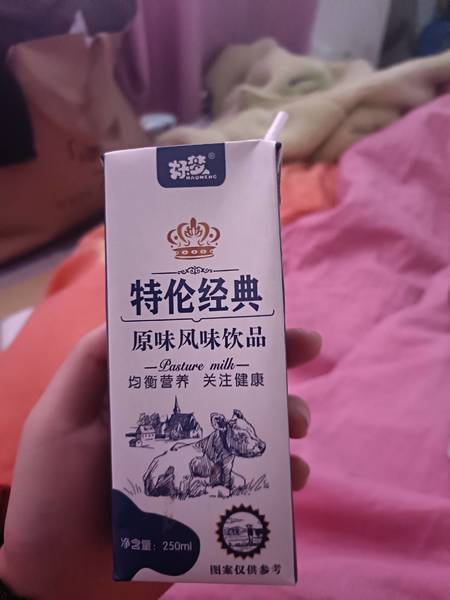 好梦®
HAOMENG
特伦经典
原味风味饮品
Pasture milk
均衡营养 关注健康
净含量: 250ml
图案仅供参考